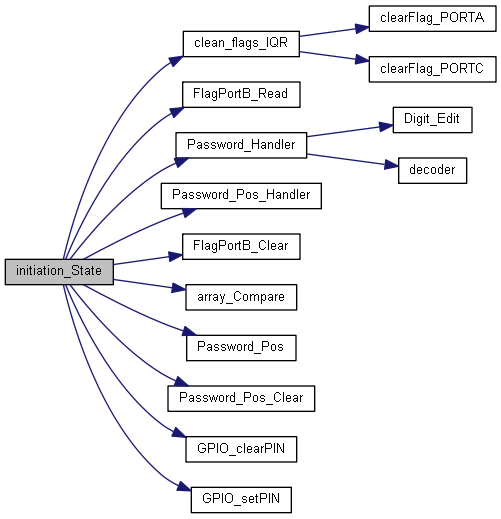 clearFlag_PORTA
clean_flags_IQR
clearFlag_PORTC
FlagPortB_Read
Digit_Edit
Password_Handler
decoder
Password_Pos_Handler
FlagPortB_Clear
initiation_State
array_Compare
Password_Pos
Password_Pos_Clear
GPIO_clearPIN
GPIO_setPIN